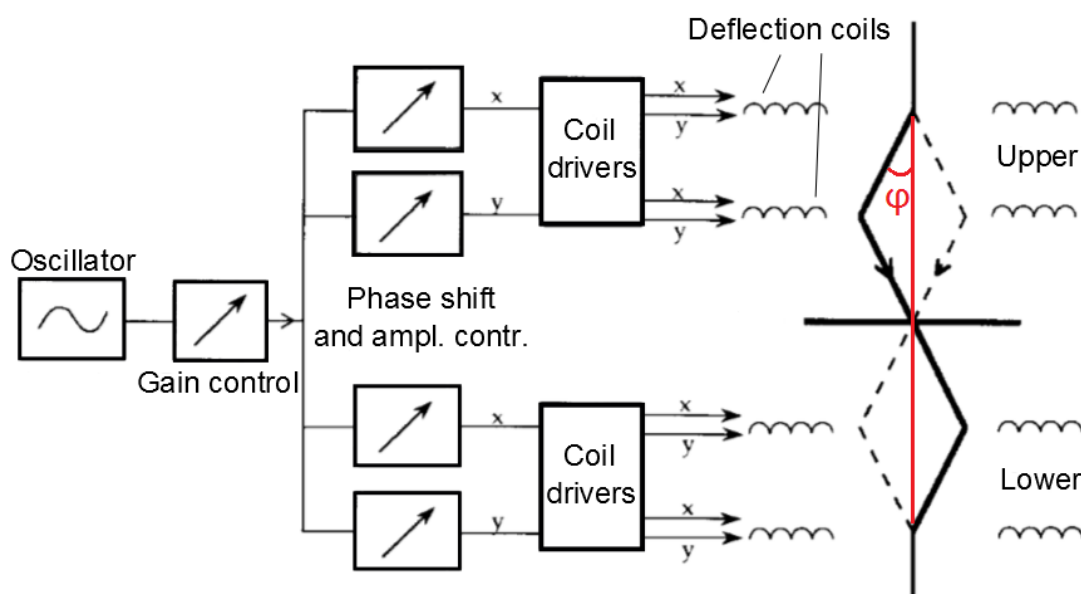 Deflection coils
x
y
x
y
Coil
drivers
x
y
x
y
Upper
φ
Oscillator
Phase shift
and ampl. contr.
Gain control
x
y
Coil
drivers
x
y
x
y
Lower